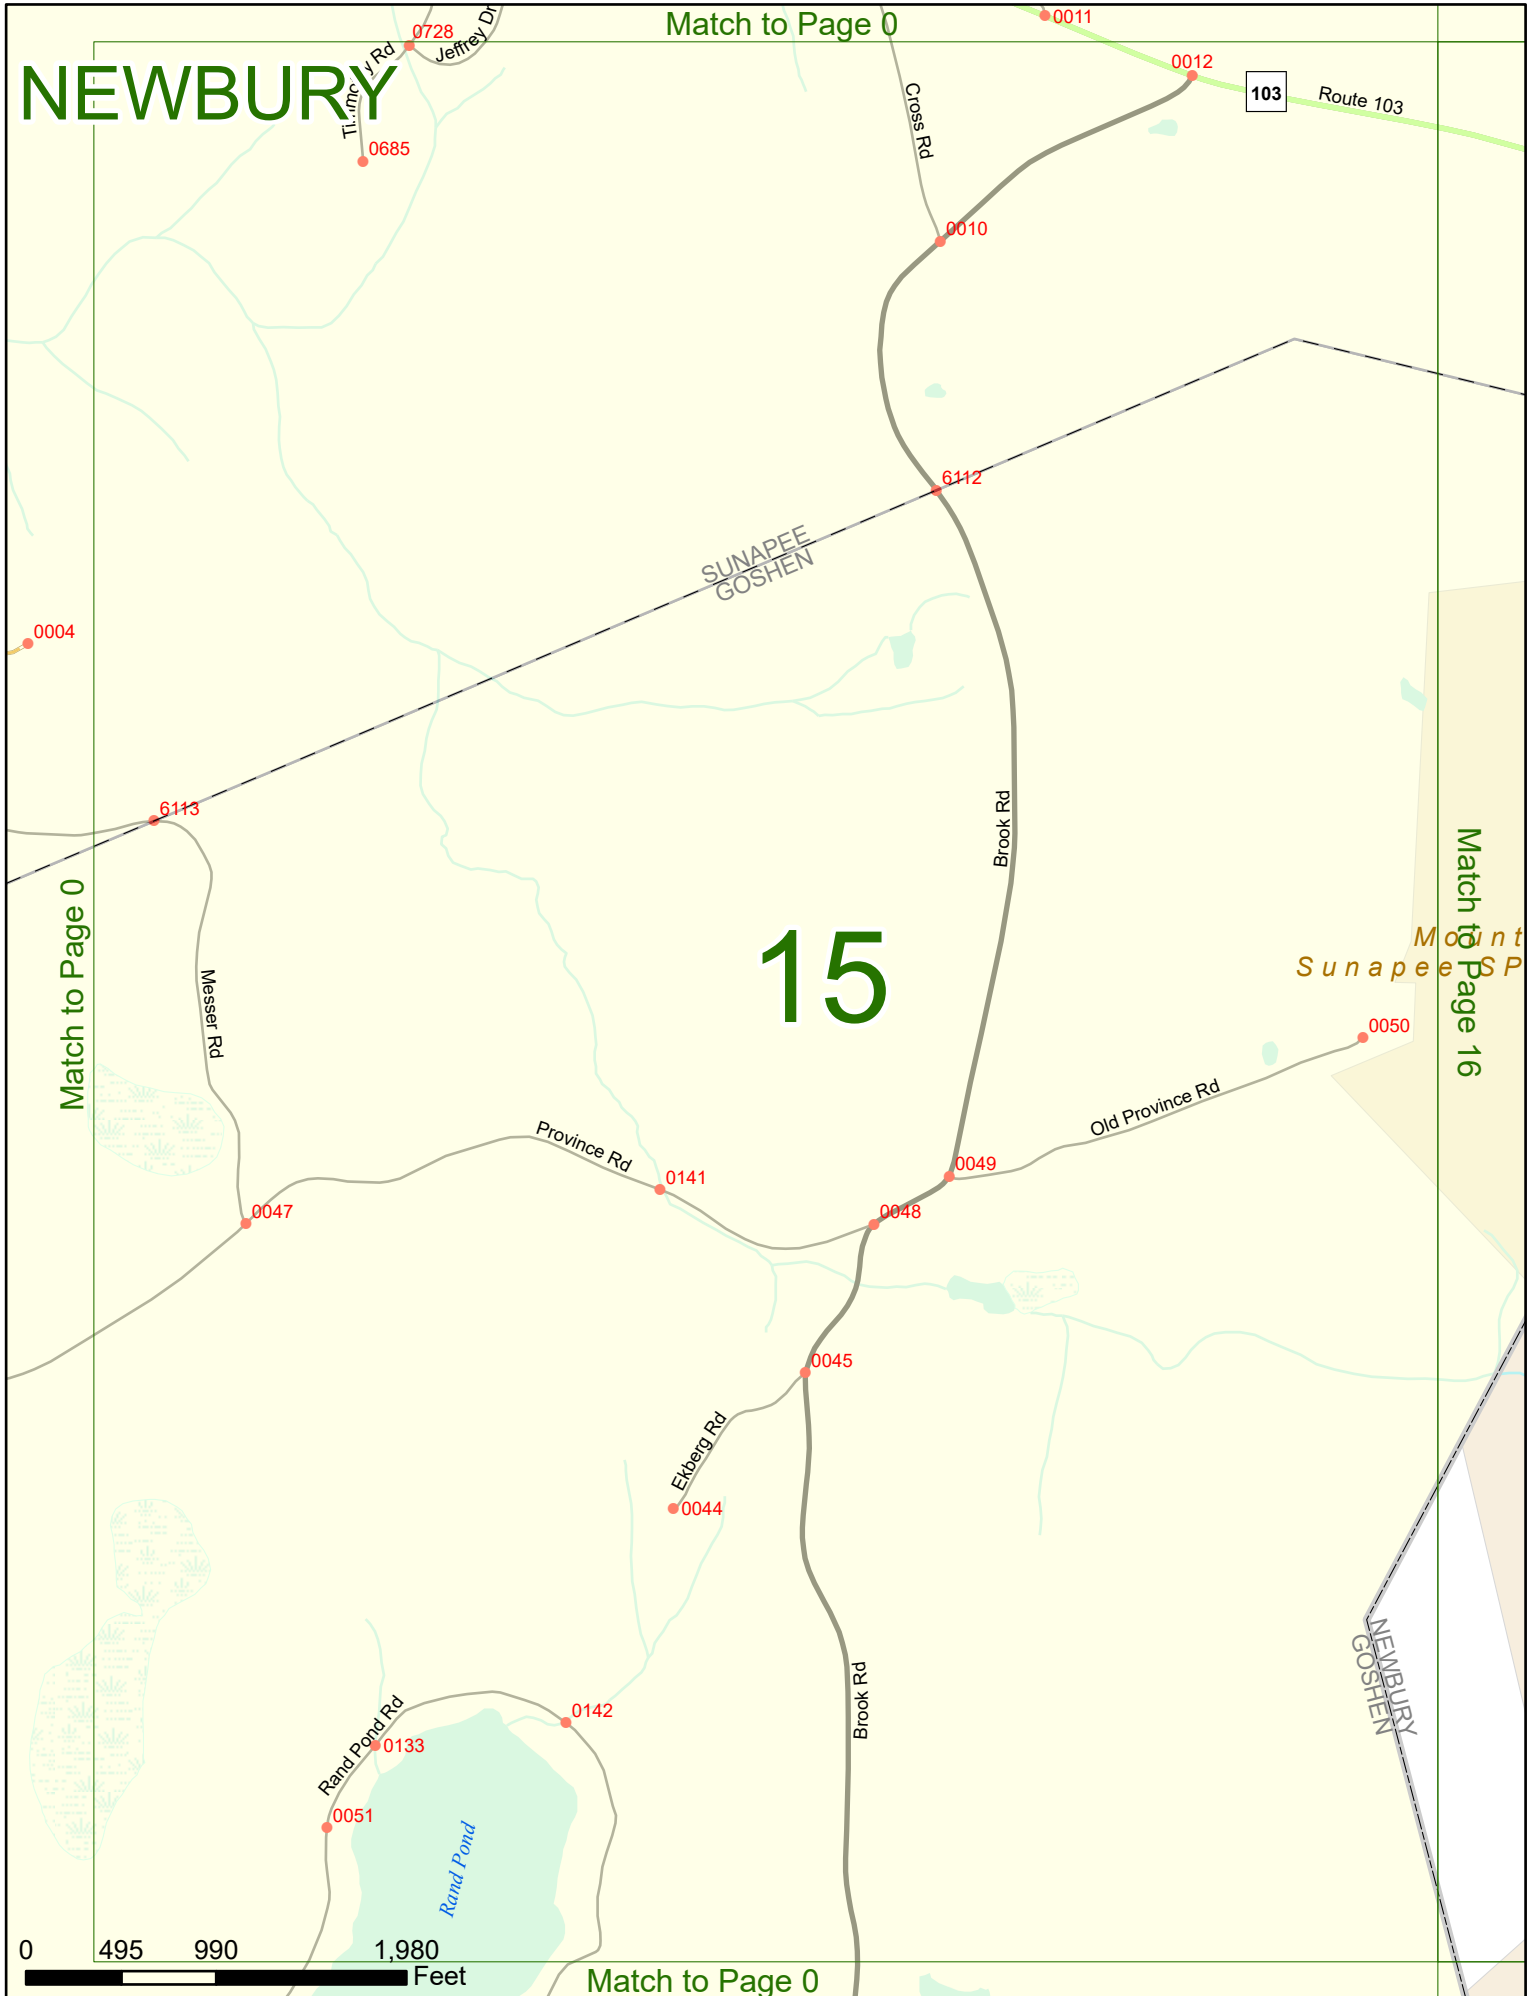 Match to Page 0
0011
0728
Jeffrey Dr
0012
NEWBURY
103
Route 103
Cross Rd
0685
0010
6112
SUNAPEE
GOSHEN
0004
6113
Brook Rd
Match to Page 0
15
Match to Page 16
Mount
Sunapee SP
Messer Rd
0050
Old Province Rd
Province Rd
0141
0049
0047
0048
0045
Ekberg Rd
0044
NEWBURY
GOSHEN
Brook Rd
Rand Pond Rd
0142
0133
0051
Rand Pond
0 495 990 1,980
Feet
Match to Page 0